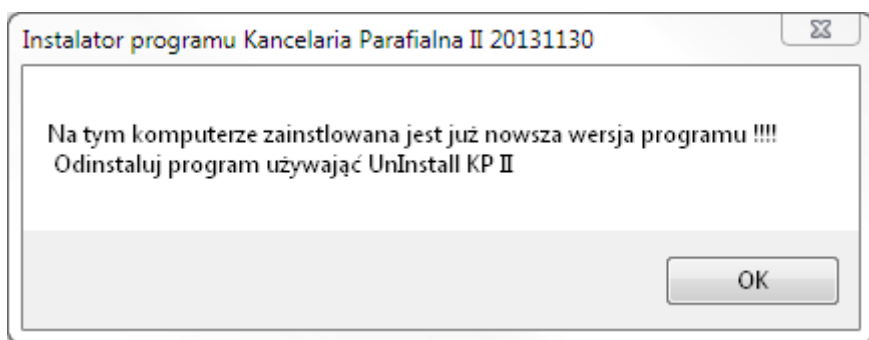 Instalator programu Kancelaria Parafialna II 20131130
Na tym komputerze zainstlowana jest już nowsza wersja programu !!!!
Odinstaluj program używająć UnInstall KP II
OK